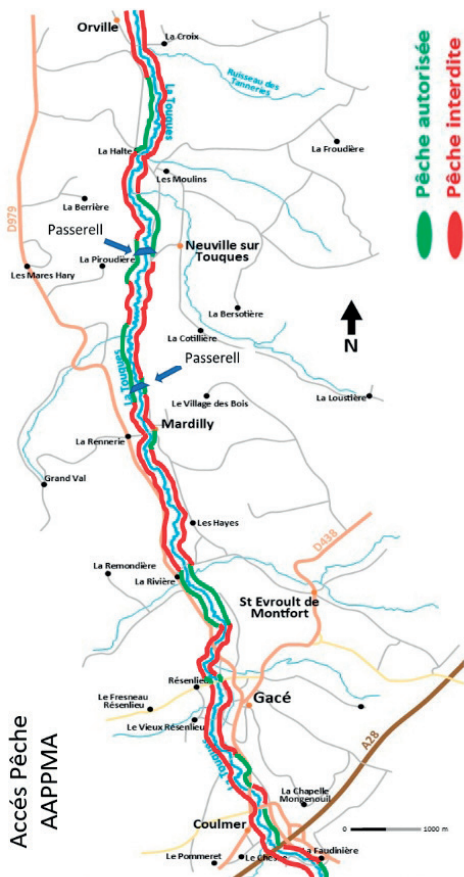 Orville
La Croix
Ruisseau des
Tanneries
La Touques
La Halte
La Froudière
Les Moulins
La Berrière
D979
Passerell
Neuville sur
Touques
La Piroudière
Les Mares Hary
La Bersotière
N
La Cotillière
Passerell
La Touques
Le Village des Bois
La Loustière
Mardilly
La Rennerie
Grand Val
Les Hayes
D438
La Remondière
La Rivière
St Evroult de
Montfort
Résenlieu
Le Fresneau
Résenlieu
Gacé
Le Vieux Résenlieu
A28
La Touques
La Chapelle
Montgenouil
Coulmer
0 1000 m
Le Pommeret
La Faudinière
Pêche autorisée
Pêche interdite
Accés Pêche
AAPPMA